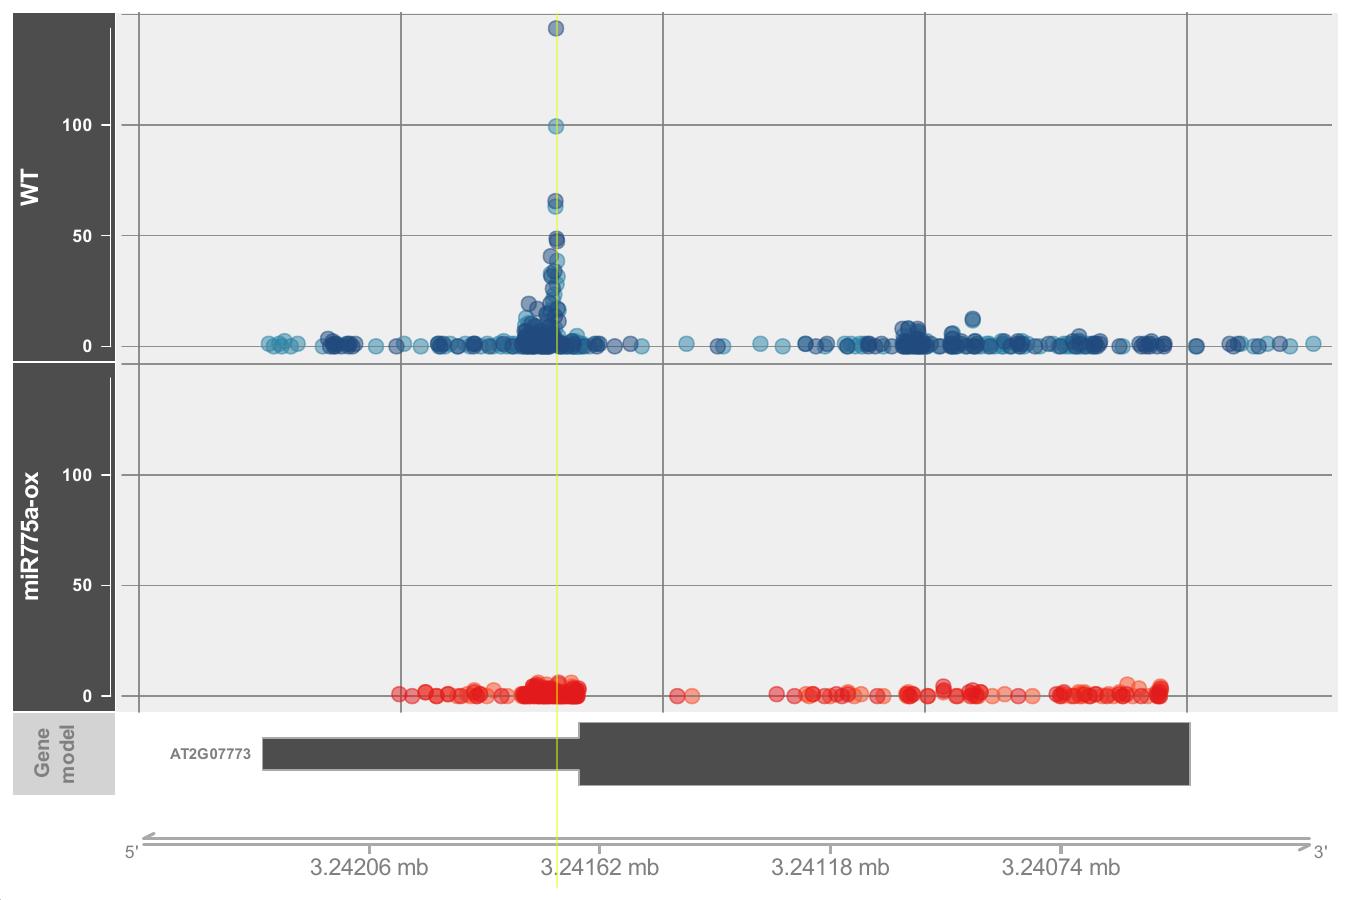 WT
100
50
0
miR775a-ox
100
50
0
Gene
model
AT2G07773
5'
3'
3.24206 mb
3.24162 mb
3.24118 mb
3.24074 mb